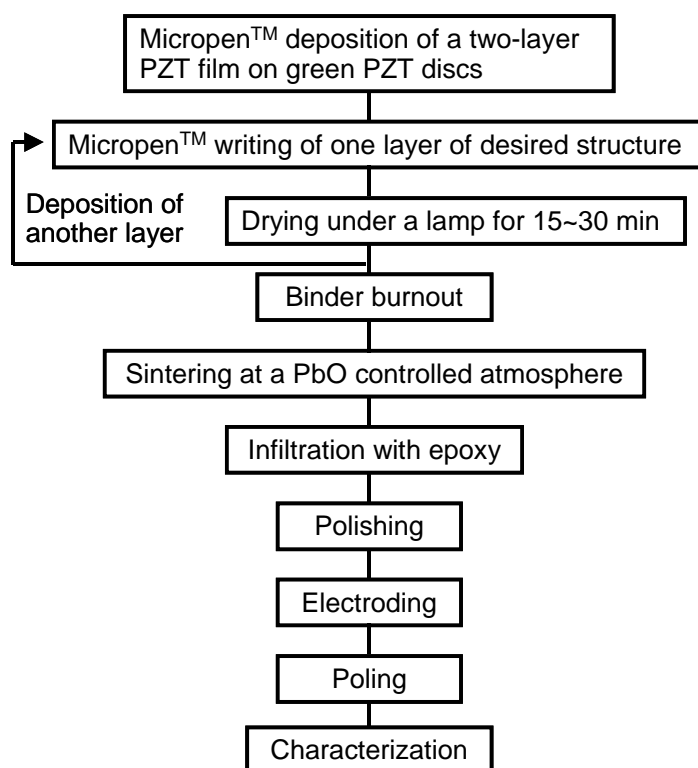 Micropen™ deposition of a two-layer
PZT film on green PZT discs
Micropen™ writing of one layer of desired structure
Deposition of
another layer
Drying under a lamp for 15~30 min
Binder burnout
Sintering at a PbO controlled atmosphere
Infiltration with epoxy
Polishing
Electroding
Poling
Characterization